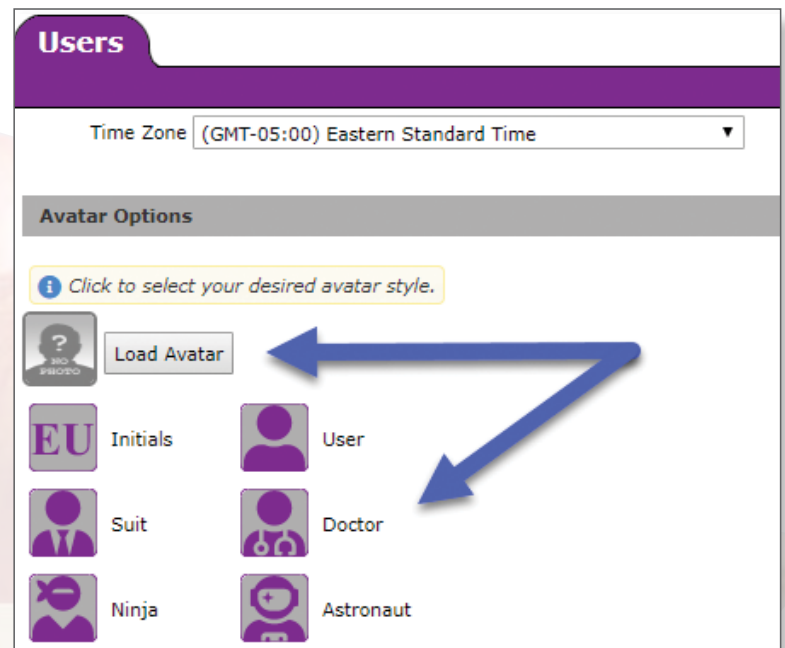 Users
Time Zone (GMT-05:00) Eastern Standard Time
Avatar Options
Click to select your desired avatar style.
?
NO
PHOTO
Load Avatar
EU Initials User
Suit Doctor
Ninja Astronaut